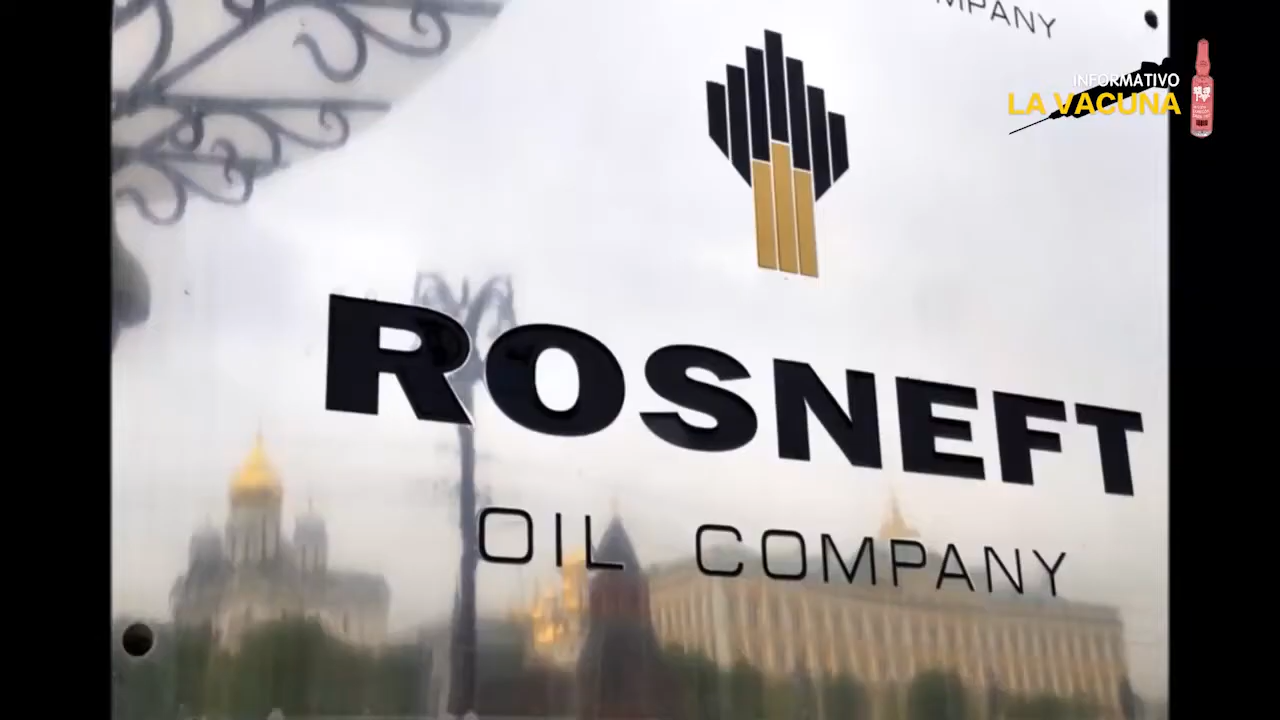 MPANY
INFORMATIVO
LA VACUNA
ROSNEFT
OIL COMPANY